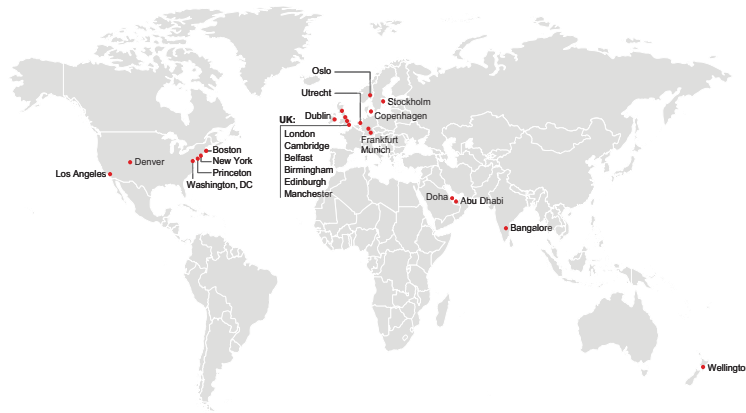 Oslo
Utrecht
Stockholm
Copenhagen
Dublin
UK:
London
Cambridge
Belfast
Birmingham
Edinburgh
Manchester
Frankfurt
Munich
Boston
New York
Princeton
Washington, DC
Denver
Los Angeles
Doha
Abu Dhabi
Bangalore
Wellingto